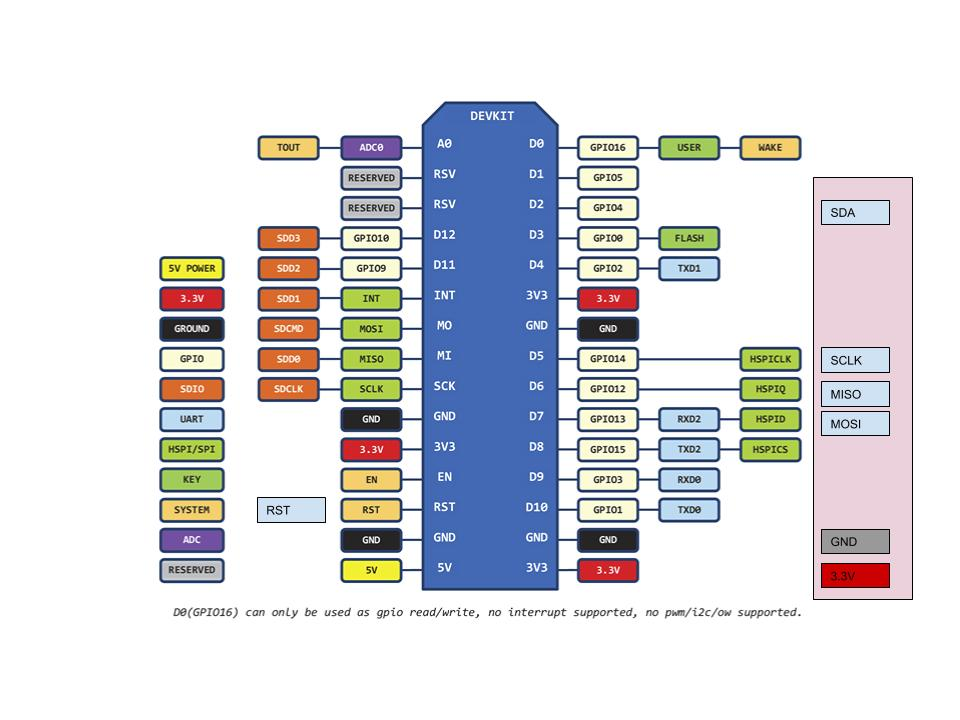 DEVKIT
TOUT ADC0 A0 D0 GPIO16 USER WAKE
RESERVED RSV D1 GPIO5
RESERVED RSV D2 GPIO4 SDA
SDD3 GPIO10 D12 D3 GPIO0 FLASH
5V POWER SDD2 GPIO9 D11 D4 GPIO2 TXD1
3.3V SDD1 INT INT 3V3 3.3V
GROUND SDCMD MOSI MO GND GND
GPIO SDD0 MISO MI D5 GPIO14 HSPICLK SCLK
SDIO SDCLK SCLK SCK D6 GPIO12 HSPIQ MISO
UART GND GND D7 GPIO13 RXD2 HSPID MOSI
HSPI/SPI 3.3V 3V3 D8 GPIO15 TXD2 HSPICS
KEY EN EN D9 GPIO3 RXD0
SYSTEM RST RST RST D10 GPIO1 TXD0
ADC GND GND GND GND GND
RESERVED 5V 5V 3V3 3.3V 3.3V
D0(GPIO16) can only be used as gpio read/write, no interrupt supported, no pwm/i2c/ow supported.